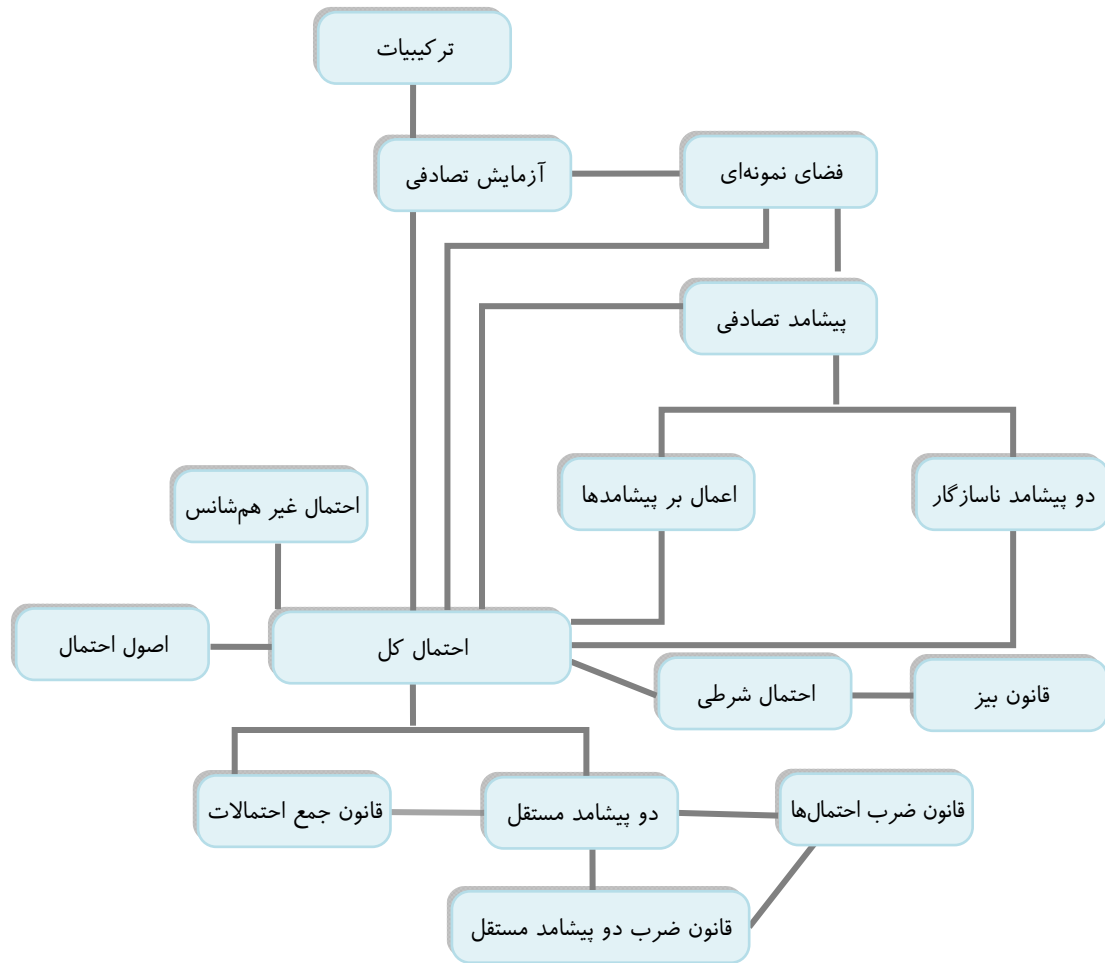 ترکیبیات
فضای نمونه‌ای
آزمایش تصادفی
پیشامد تصادفی
دو پیشامد ناسازگار
اعمال بر پیشامدها
احتمال غیر هم‌شانس
احتمال کل
اصول احتمال
احتمال شرطی
قانون بیز
قانون ضرب احتمال‌ها
دو پیشامد مستقل
قانون جمع احتمالات
قانون ضرب دو پیشامد مستقل